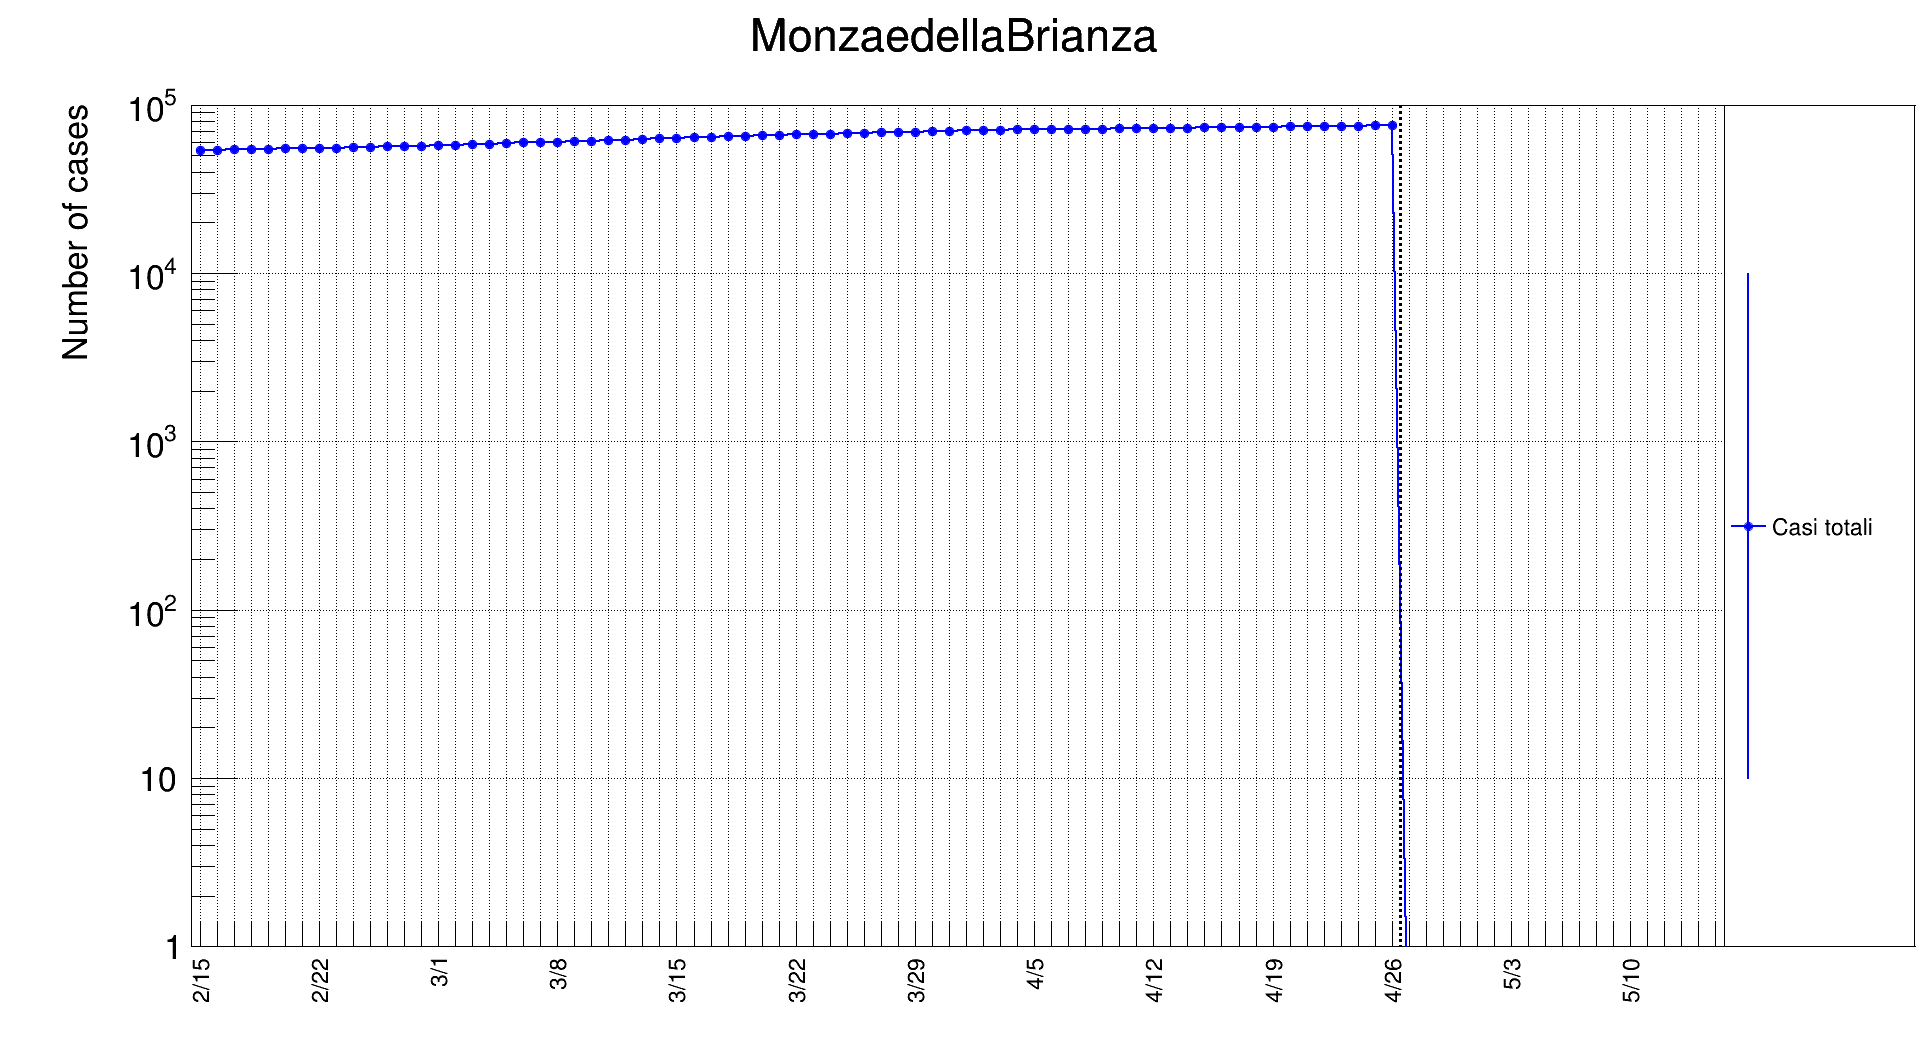 MonzaedellaBrianza
Number of cases
10^5
10^4
10^3
10^2
10
1
2/15 2/22 3/1 3/8 3/15 3/22 3/29 4/5 4/12 4/19 4/26 5/3 5/10
Casi totali